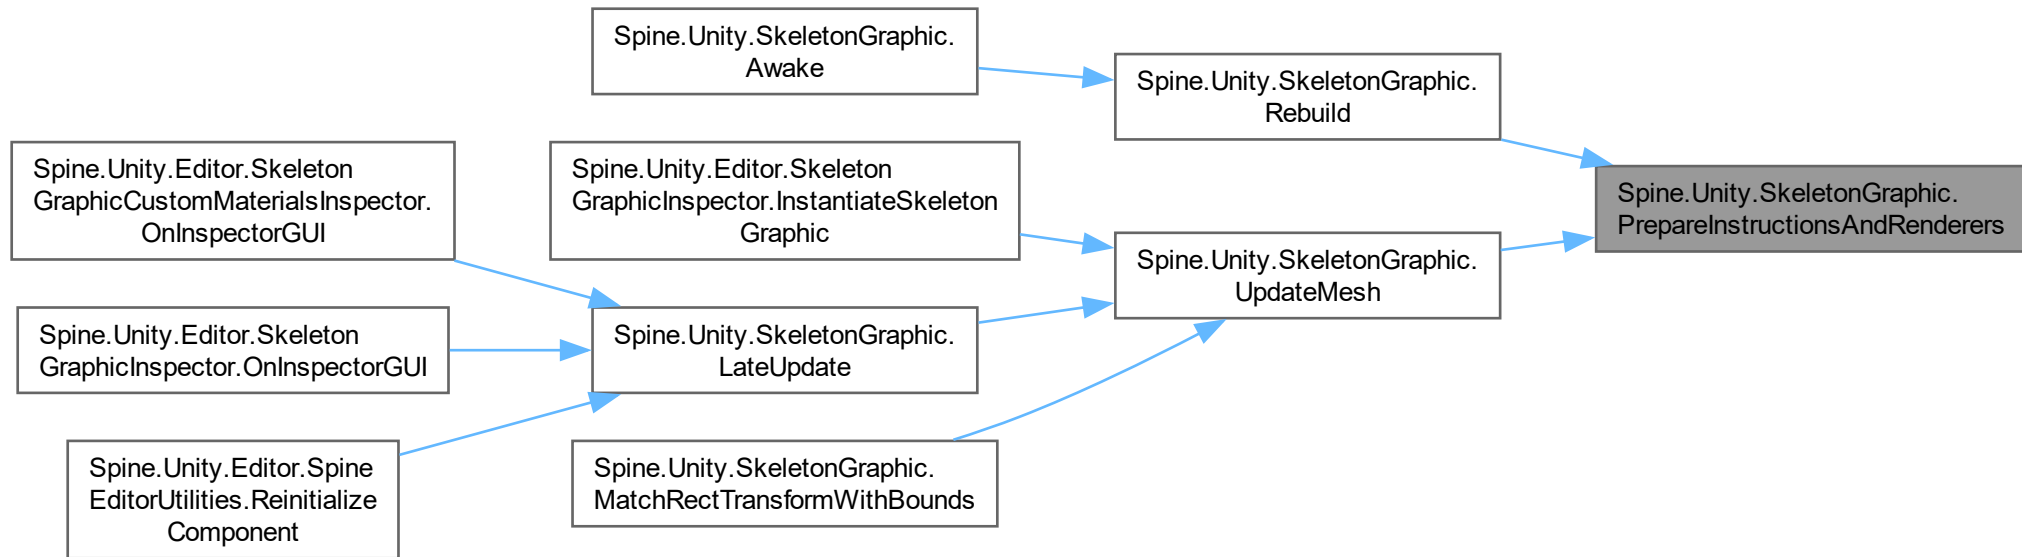 Spine.Unity.SkeletonGraphic.
Awake
Spine.Unity.SkeletonGraphic.
Rebuild
Spine.Unity.Editor.Skeleton
GraphicCustomMaterialsInspector.
OnInspectorGUI
Spine.Unity.Editor.Skeleton
GraphicInspector.InstantiateSkeleton
Graphic
Spine.Unity.SkeletonGraphic.
PrepareInstructionsAndRenderers
Spine.Unity.SkeletonGraphic.
UpdateMesh
Spine.Unity.Editor.Skeleton
GraphicInspector.OnInspectorGUI
Spine.Unity.SkeletonGraphic.
LateUpdate
Spine.Unity.Editor.Spine
EditorUtilities.Reinitialize
Component
Spine.Unity.SkeletonGraphic.
MatchRectTransformWithBounds